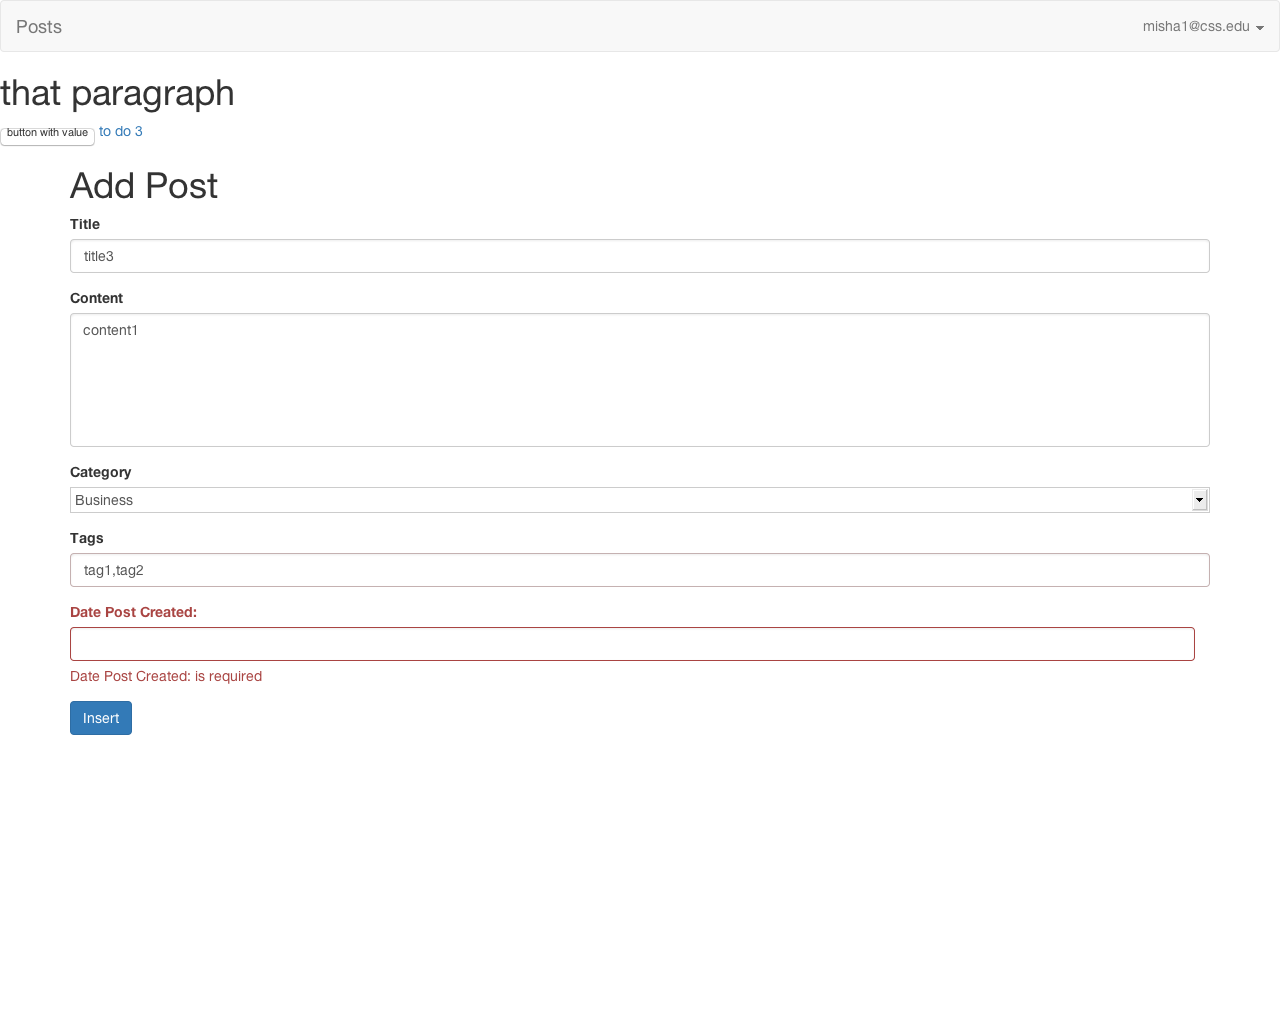 Posts
misha1@css.edu
that paragraph
button with value to do 3
Add Post
Title
title3
Content
content1
Category
Business
Tags
tag1,tag2
Date Post Created:
Date Post Created: is required
Insert